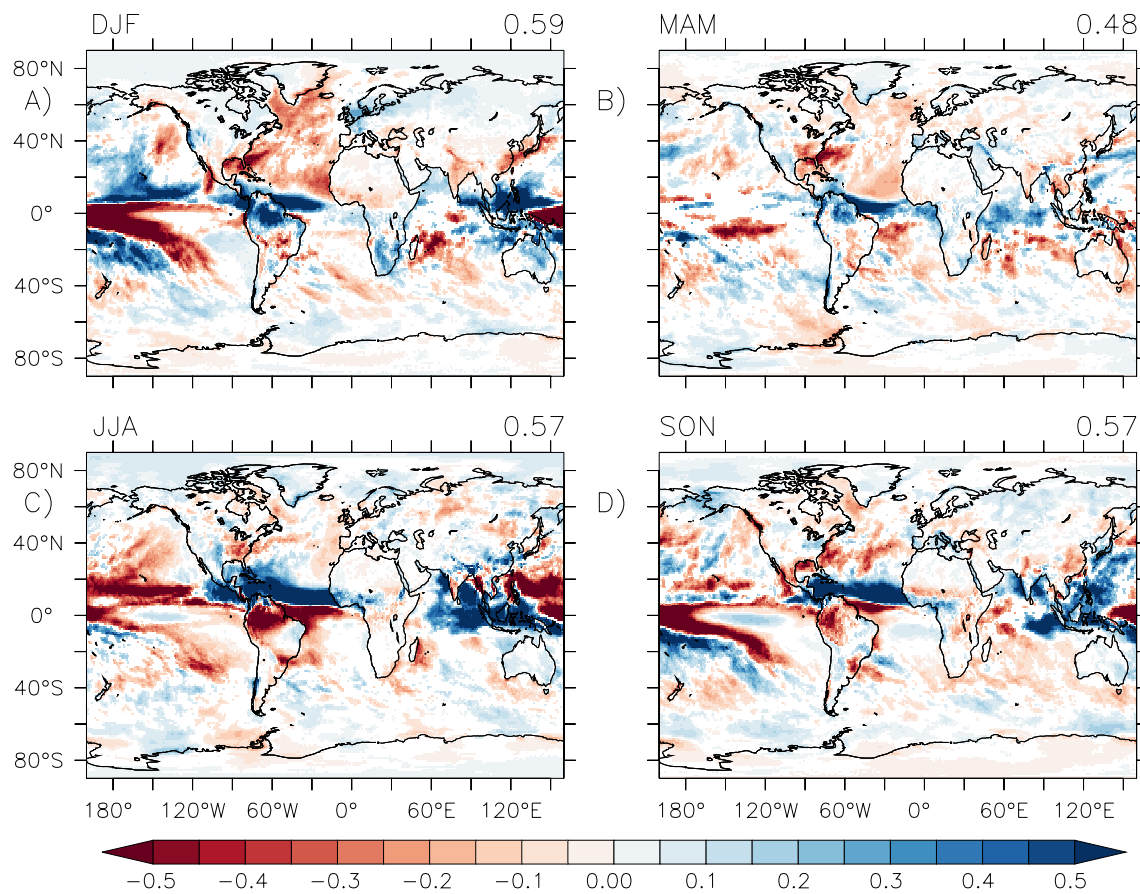 DJF 0.59 MAM 0.48
80°N
A) B)
40°N
0°
40°S
80°S
JJA 0.57 SON 0.57
80°N
C) D)
40°N
0°
40°S
80°S
180° 120°W 60°W 0° 60°E 120°E 180° 120°W 60°W 0° 60°E 120°E
−0.5 −0.4 −0.3 −0.2 −0.1 0.00 0.1 0.2 0.3 0.4 0.5